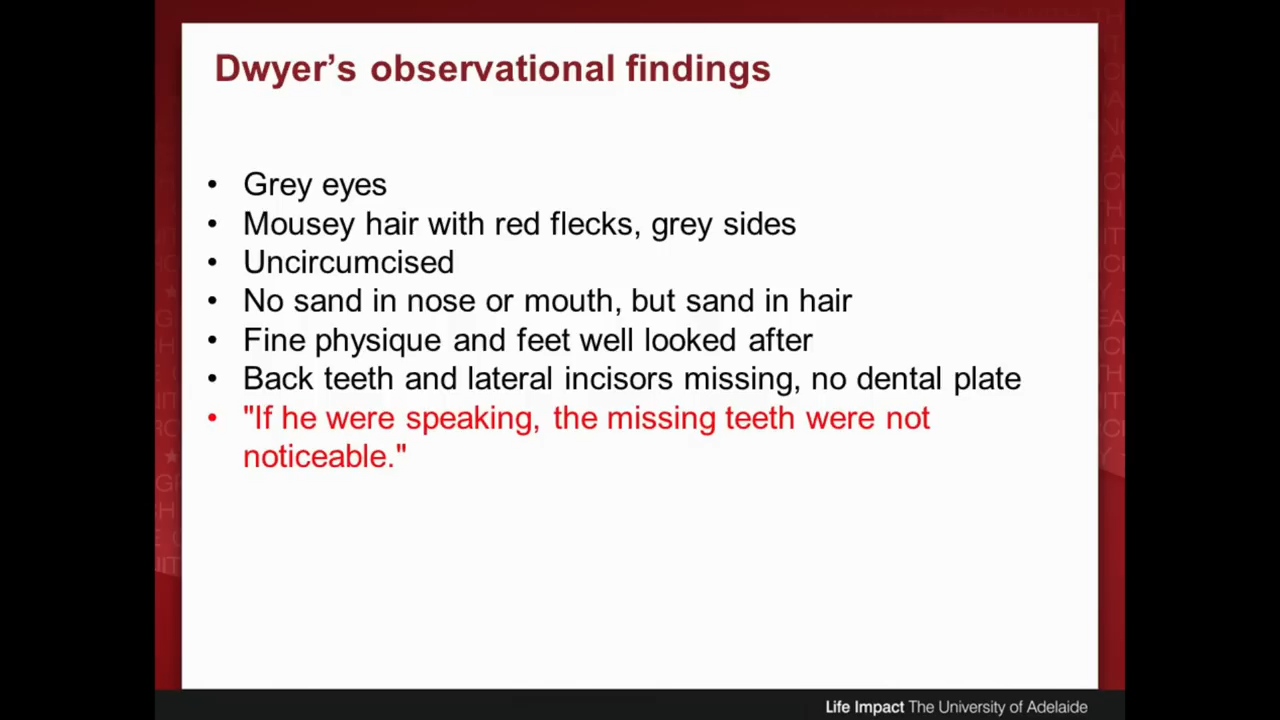 Dwyer’s observational findings
• Grey eyes
• Mousey hair with red flecks, grey sides
• Uncircumcised
• No sand in nose or mouth, but sand in hair
• Fine physique and feet well looked after
• Back teeth and lateral incisors missing, no dental plate
• "If he were speaking, the missing teeth were not
noticeable."
Life Impact The University of Adelaide